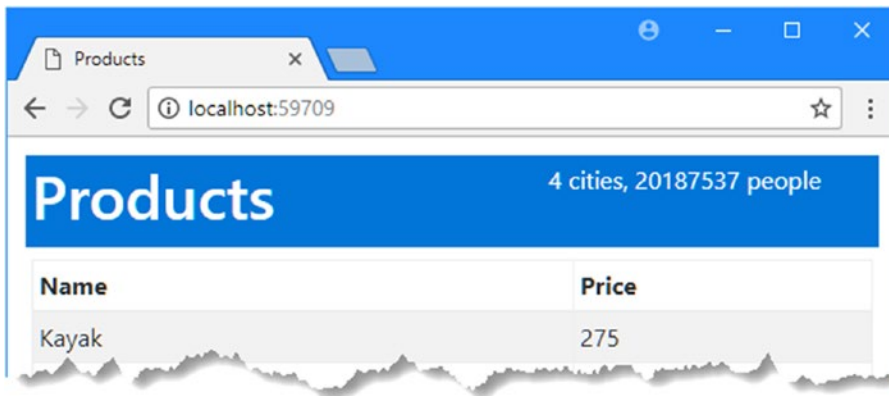 Products
localhost:59709
Products
4 cities, 20187537 people
Name Price
Kayak 275